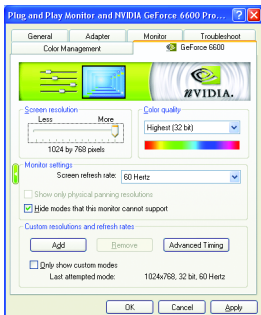 Plug and Play Monitor and NVIDIA GeForce 6600 Pro...
General Adapter Monitor Troubleshoot
Color Management GeForce 6600
NVIDIA.
Screen resolution
Less More
1024 by 768 pixels
Color quality
Highest (32 bit)
Monitor settings
Screen refresh rate: 60 Hertz
Show only physical panning resolutions
Hide modes that this monitor cannot support
Custom resolutions and refresh rates
Add Remove Advanced Timing
Only show custom modes
Last attempted mode: 1024x768, 32 bit, 60 Hertz
OK Cancel Apply